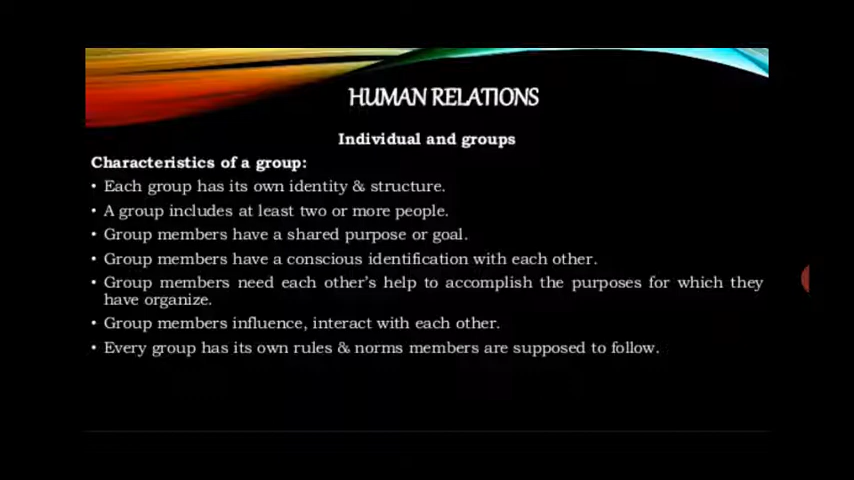 HUMAN RELATIONS
Individual and groups
Characteristics of a group:
• Each group has its own identity & structure.
• A group includes at least two or more people.
• Group members have a shared purpose or goal.
• Group members have a conscious identification with each other.
• Group members need each other's help to accomplish the purposes for which they
have organize.
• Group members influence, interact with each other.
• Every group has its own rules & norms members are supposed to follow.